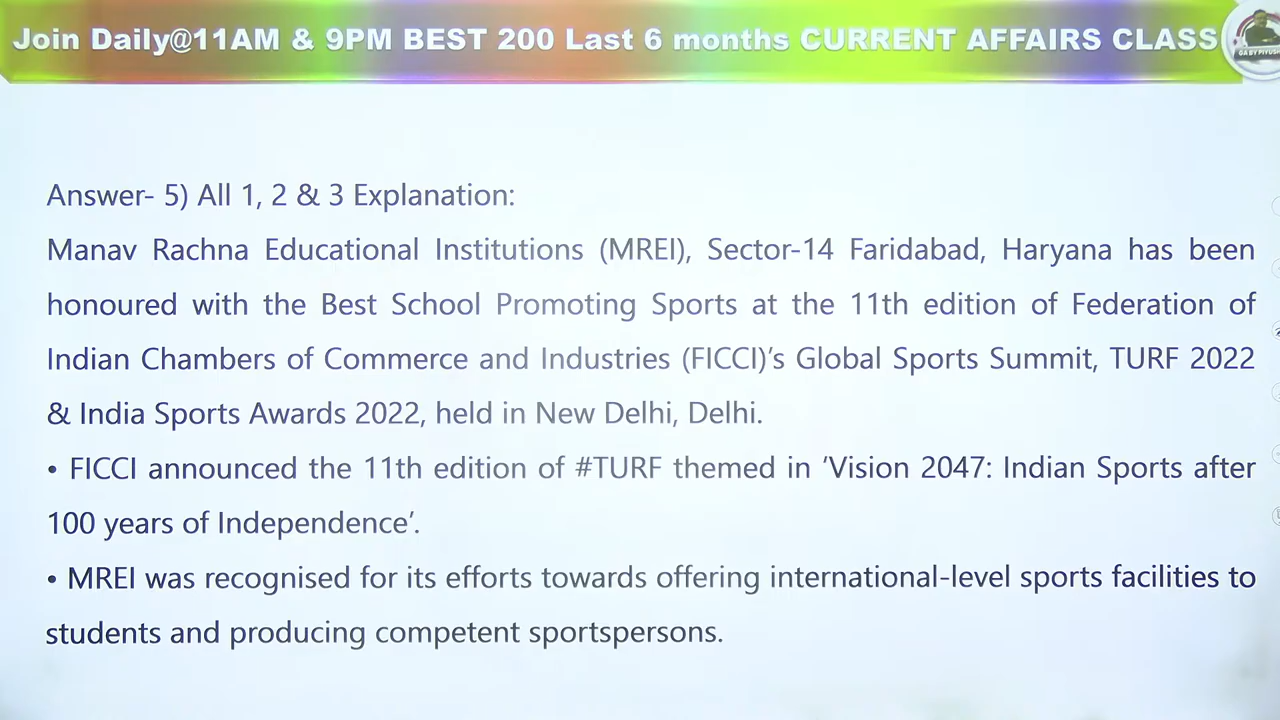 Join Daily@11AM & 9PM BEST 200 Last 6 months CURRENT AFFAIRS CLASS
Answer- 5) All 1, 2 & 3 Explanation:
Manav Rachna Educational Institutions (MREI), Sector-14 Faridabad, Haryana has been
honoured with the Best School Promoting Sports at the 11th edition of Federation of
Indian Chambers of Commerce and Industries (FICCI)’s Global Sports Summit, TURF 2022
& India Sports Awards 2022, held in New Delhi, Delhi.
• FICCI announced the 11th edition of #TURF themed in ‘Vision 2047: Indian Sports after
100 years of Independence’.
• MREI was recognised for its efforts towards offering international-level sports facilities to
students and producing competent sportspersons.